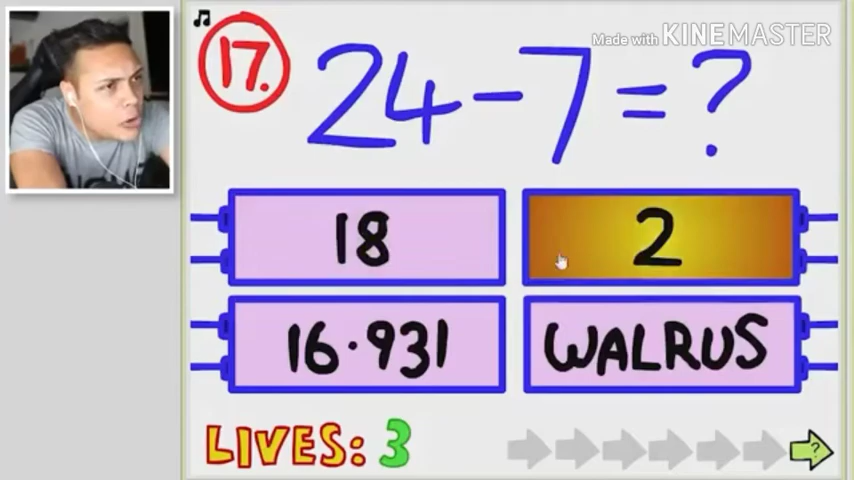 Made with KINEMASTER
17.
24-7=?
18
2
16.931
WALRUS
LIVES: 3
?